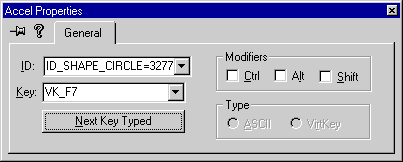 Accel Properties
General
ID: ID_SHAPE_CIRCLE=3277
Key: VK_F7
Next Key Typed
Modifiers
Ctrl Alt Shift
Type
ASCII VirtKey